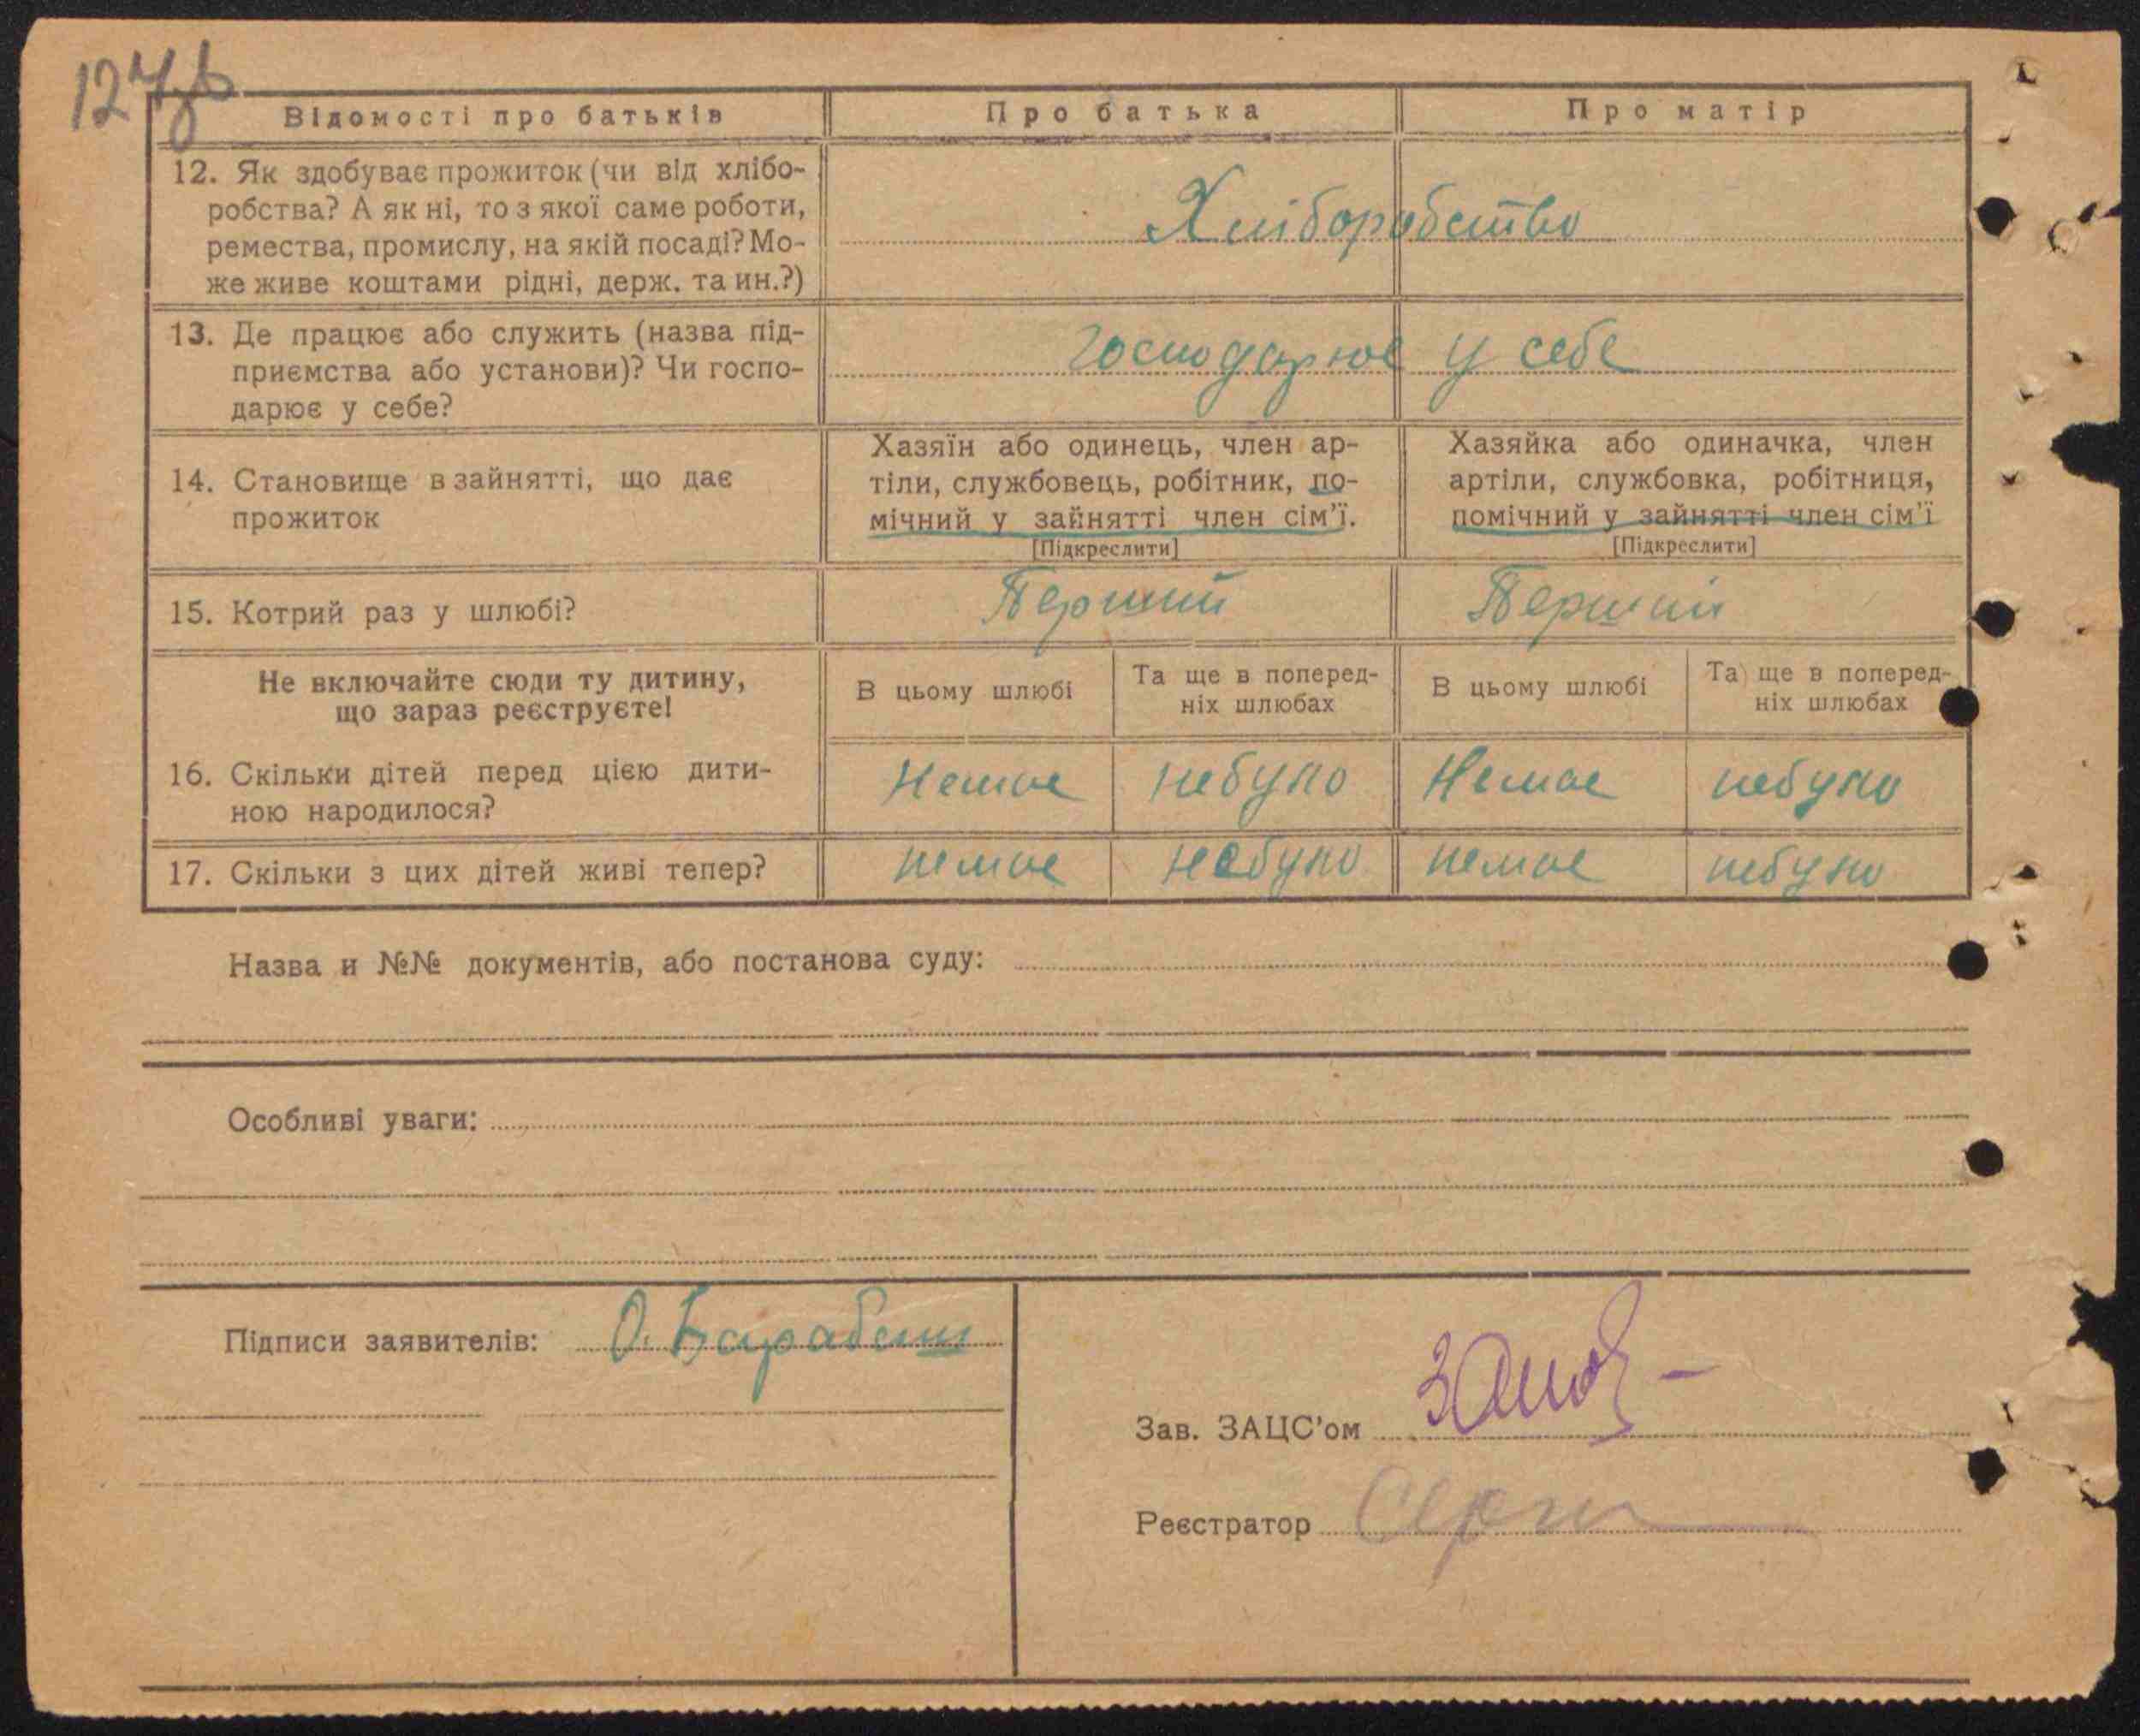 127
Відомості про батьків Про батька Про матір
12. Як здобуває прожиток (чи від хлібо-
робства? А як ні, то з якої саме роботи,
ремества, промислу, на якій посаді? Мо-
же живе коштами рідні, держ. та ин.?)
Хліборобство
13. Де працює або служить (назва під-
приємства або установи)? Чи госпо-
дарює у себе?
господарює у себе
14. Становище в зайнятті, що дає
прожиток
Хазяїн або одинець, член ар-
тіли, службовець, робітник, по-
мічний у зайнятті член сім'ї.
[Підкреслити]
Хазяйка або одиначка, член
артіли, службовка, робітниця,
помічний у зайнятті член сім'ї
[Підкреслити]
15. Котрий раз у шлюбі? Перший Перший
Не включайте сюди ту дитину,
що зараз реєструєте!
В цьому шлюбі
Та ще в поперед-
ніх шлюбах
В цьому шлюбі
Та ще в поперед-
ніх шлюбах
16. Скільки дітей перед цією дити-
ною народилося?
Немає небуло Немає небуло
17. Скільки з цих дітей живі тепер? немає небуло немає небуло
Назва и №№ документів, або постанова суду:
Особливі уваги:
Підписи заявителів: О. Барабаш
Зав. ЗАЦС'ом
Реєстратор